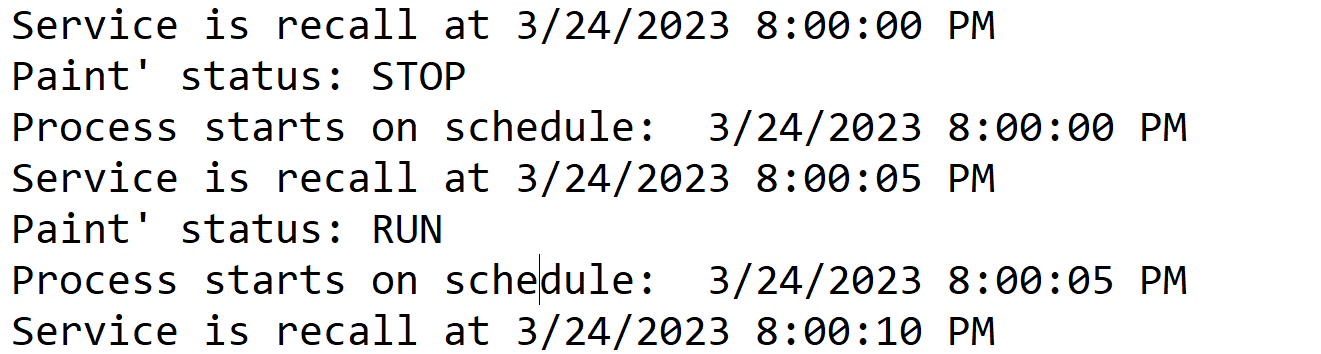 Service is recall at 3/24/2023 8:00:00 PM
Paint' status: STOP
Process starts on schedule:  3/24/2023 8:00:00 PM
Service is recall at 3/24/2023 8:00:05 PM
Paint' status: RUN
Process starts on schedule:  3/24/2023 8:00:05 PM
Service is recall at 3/24/2023 8:00:10 PM